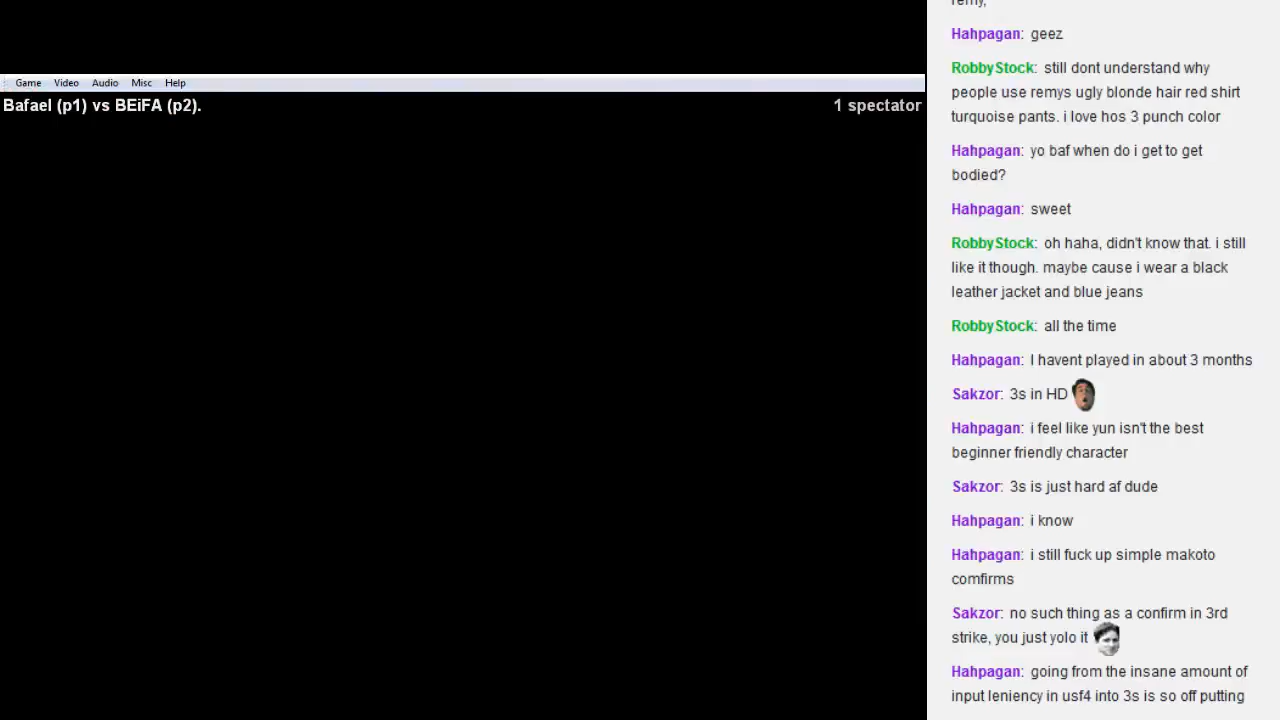 Game Video Audio Misc Help
Bafael (p1) vs BEiFA (p2). 1 spectator
remy,
Hahpagan: geez
RobbyStock: still dont understand why
people use remys ugly blonde hair red shirt
turquoise pants. i love hos 3 punch color
Hahpagan: yo baf when do i get to get
bodied?
Hahpagan: sweet
RobbyStock: oh haha, didn't know that. i still
like it though. maybe cause i wear a black
leather jacket and blue jeans
RobbyStock: all the time
Hahpagan: I havent played in about 3 months
Sakzor: 3s in HD
Hahpagan: i feel like yun isn't the best
beginner friendly character
Sakzor: 3s is just hard af dude
Hahpagan: i know
Hahpagan: i still fuck up simple makoto
comfirms
Sakzor: no such thing as a confirm in 3rd
strike, you just yolo it
Hahpagan: going from the insane amount of
input leniency in usf4 into 3s is so off putting